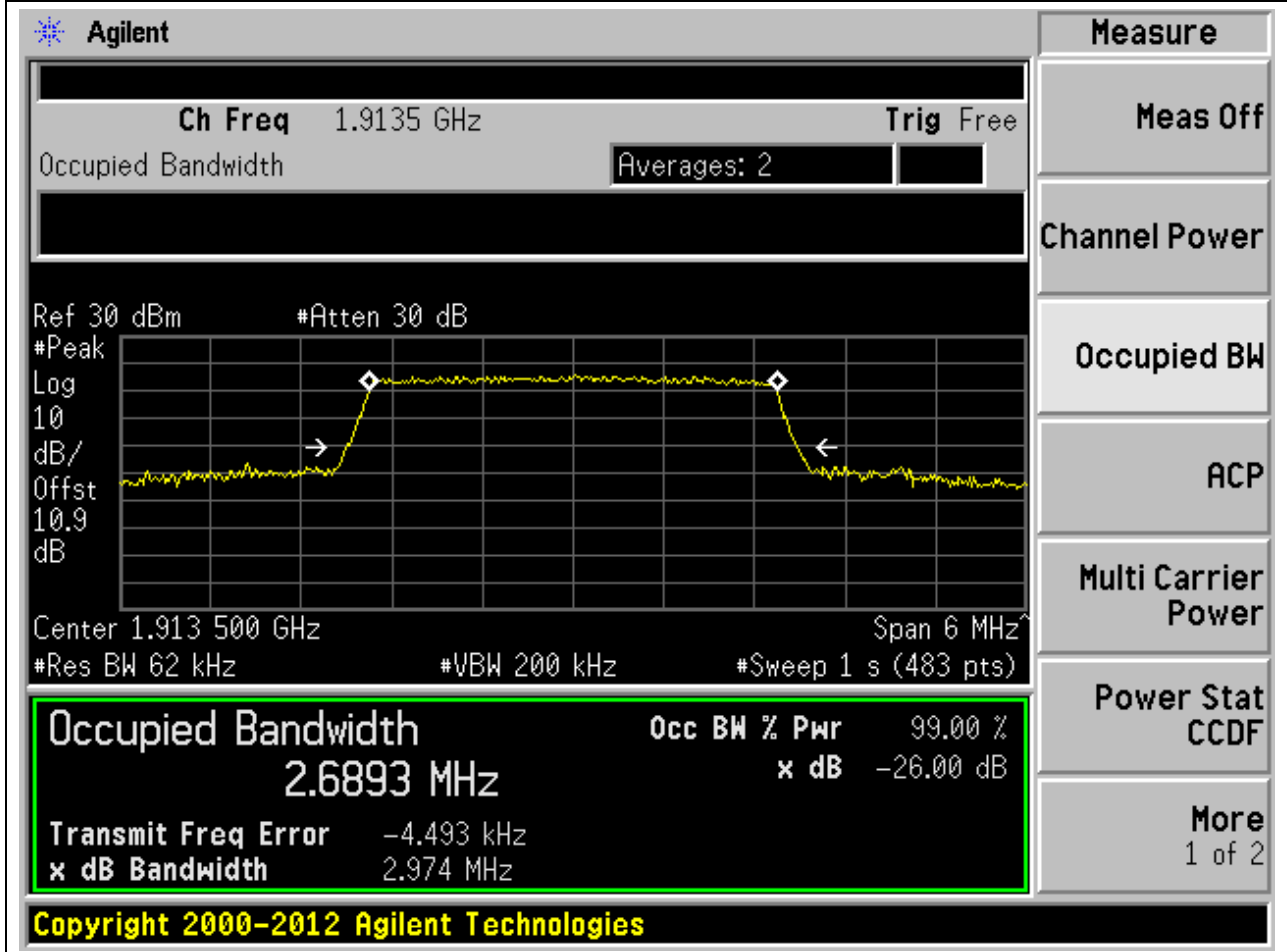 Agilent
Measure
Ch Freq 1.9135 GHz
Trig Free
Occupied Bandwidth
Averages: 2
Ref 30 dBm
#Atten 30 dB
#Peak
Log
10
dB/
Offst
10.9
dB
Center 1.913 500 GHz
Span 6 MHz^
#Res BW 62 kHz
#VBW 200 kHz
#Sweep 1 s (483 pts)
Occupied Bandwidth
2.6893 MHz
Occ BW % Pwr 99.00 %
x dB -26.00 dB
Transmit Freq Error -4.493 kHz
x dB Bandwidth 2.974 MHz
Copyright 2000-2012 Agilent Technologies
Meas Off
Channel Power
Occupied BW
ACP
Multi Carrier
Power
Power Stat
CCDF
More
1 of 2